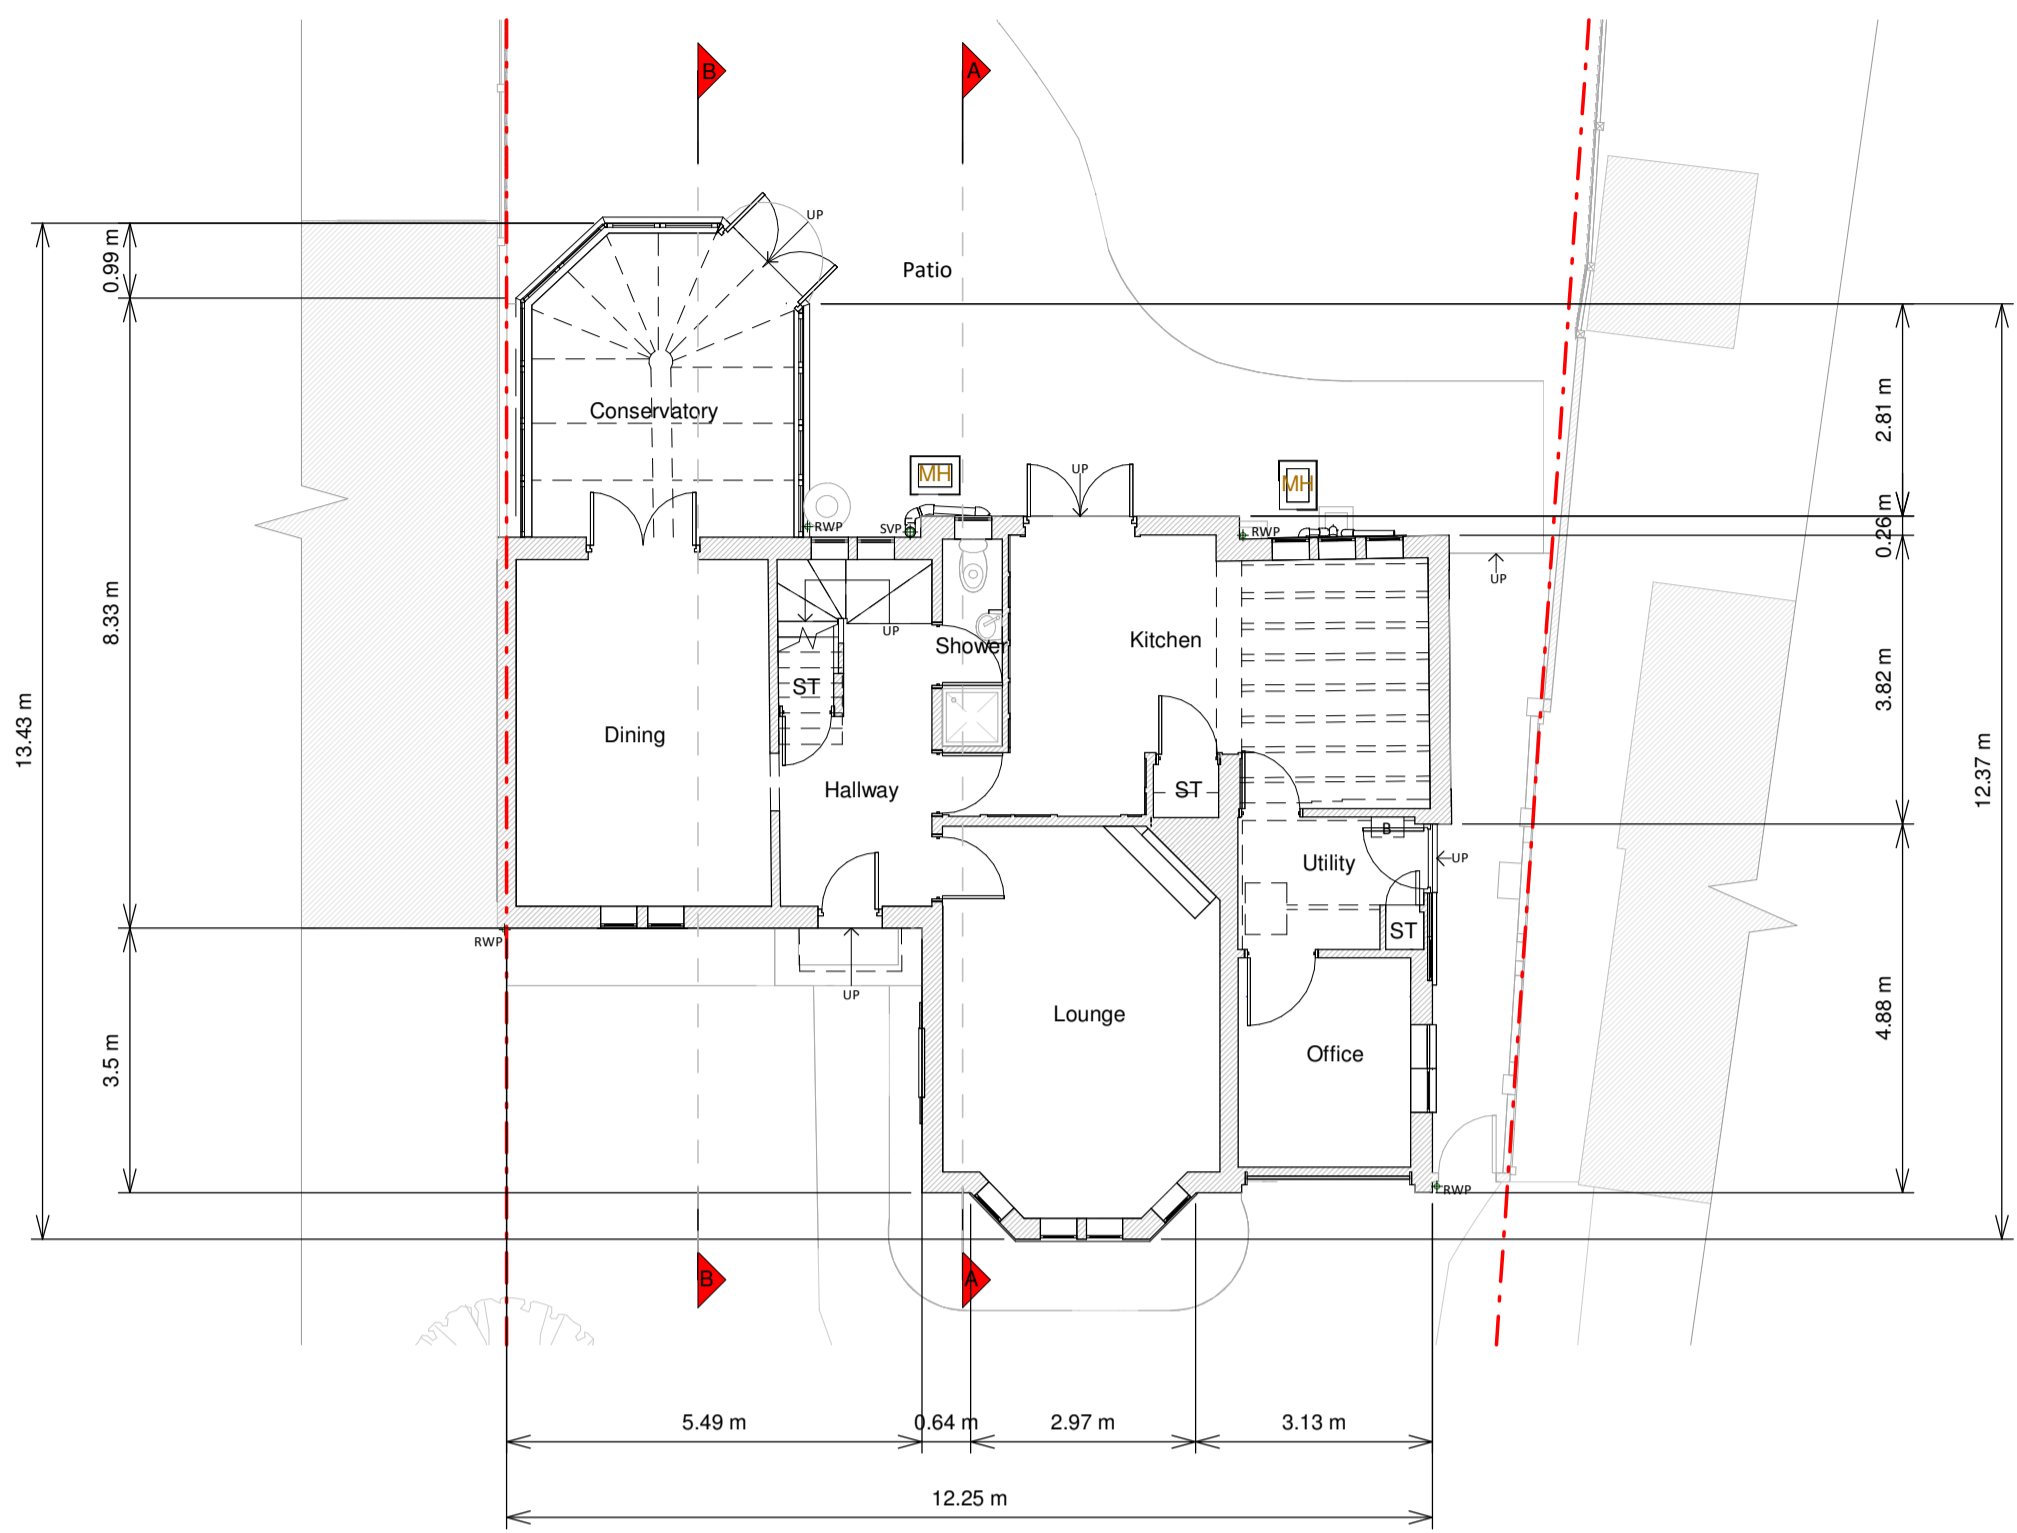 B
A
UP
0.99 m
Patio
2.81 m
Conservatory
MH
UP
MH
RWP
SVP
RWP
0.26 m
UP
8.33 m
UP
Shower
Kitchen
ST
3.82 m
13.43 m
Dining
12.37 m
Hallway
ST
B
Utility
UP
RWP
ST
UP
4.88 m
Lounge
3.5 m
Office
RWP
B
A
5.49 m
0.64 m
2.97 m
3.13 m
12.25 m